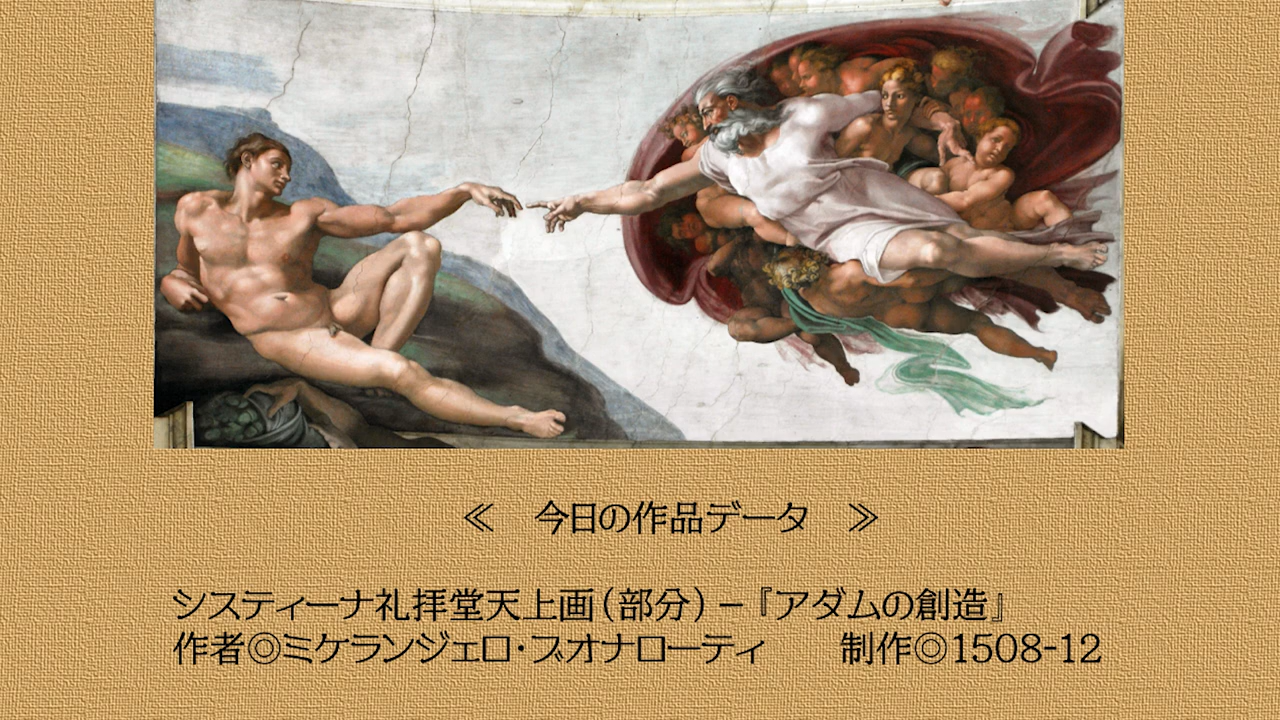 ≪　今日の作品データ　≫
システィーナ礼拝堂天上画(部分)－『アダムの創造』
作者◎ミケランジェロ・ブオナローティ　　制作◎1508-12